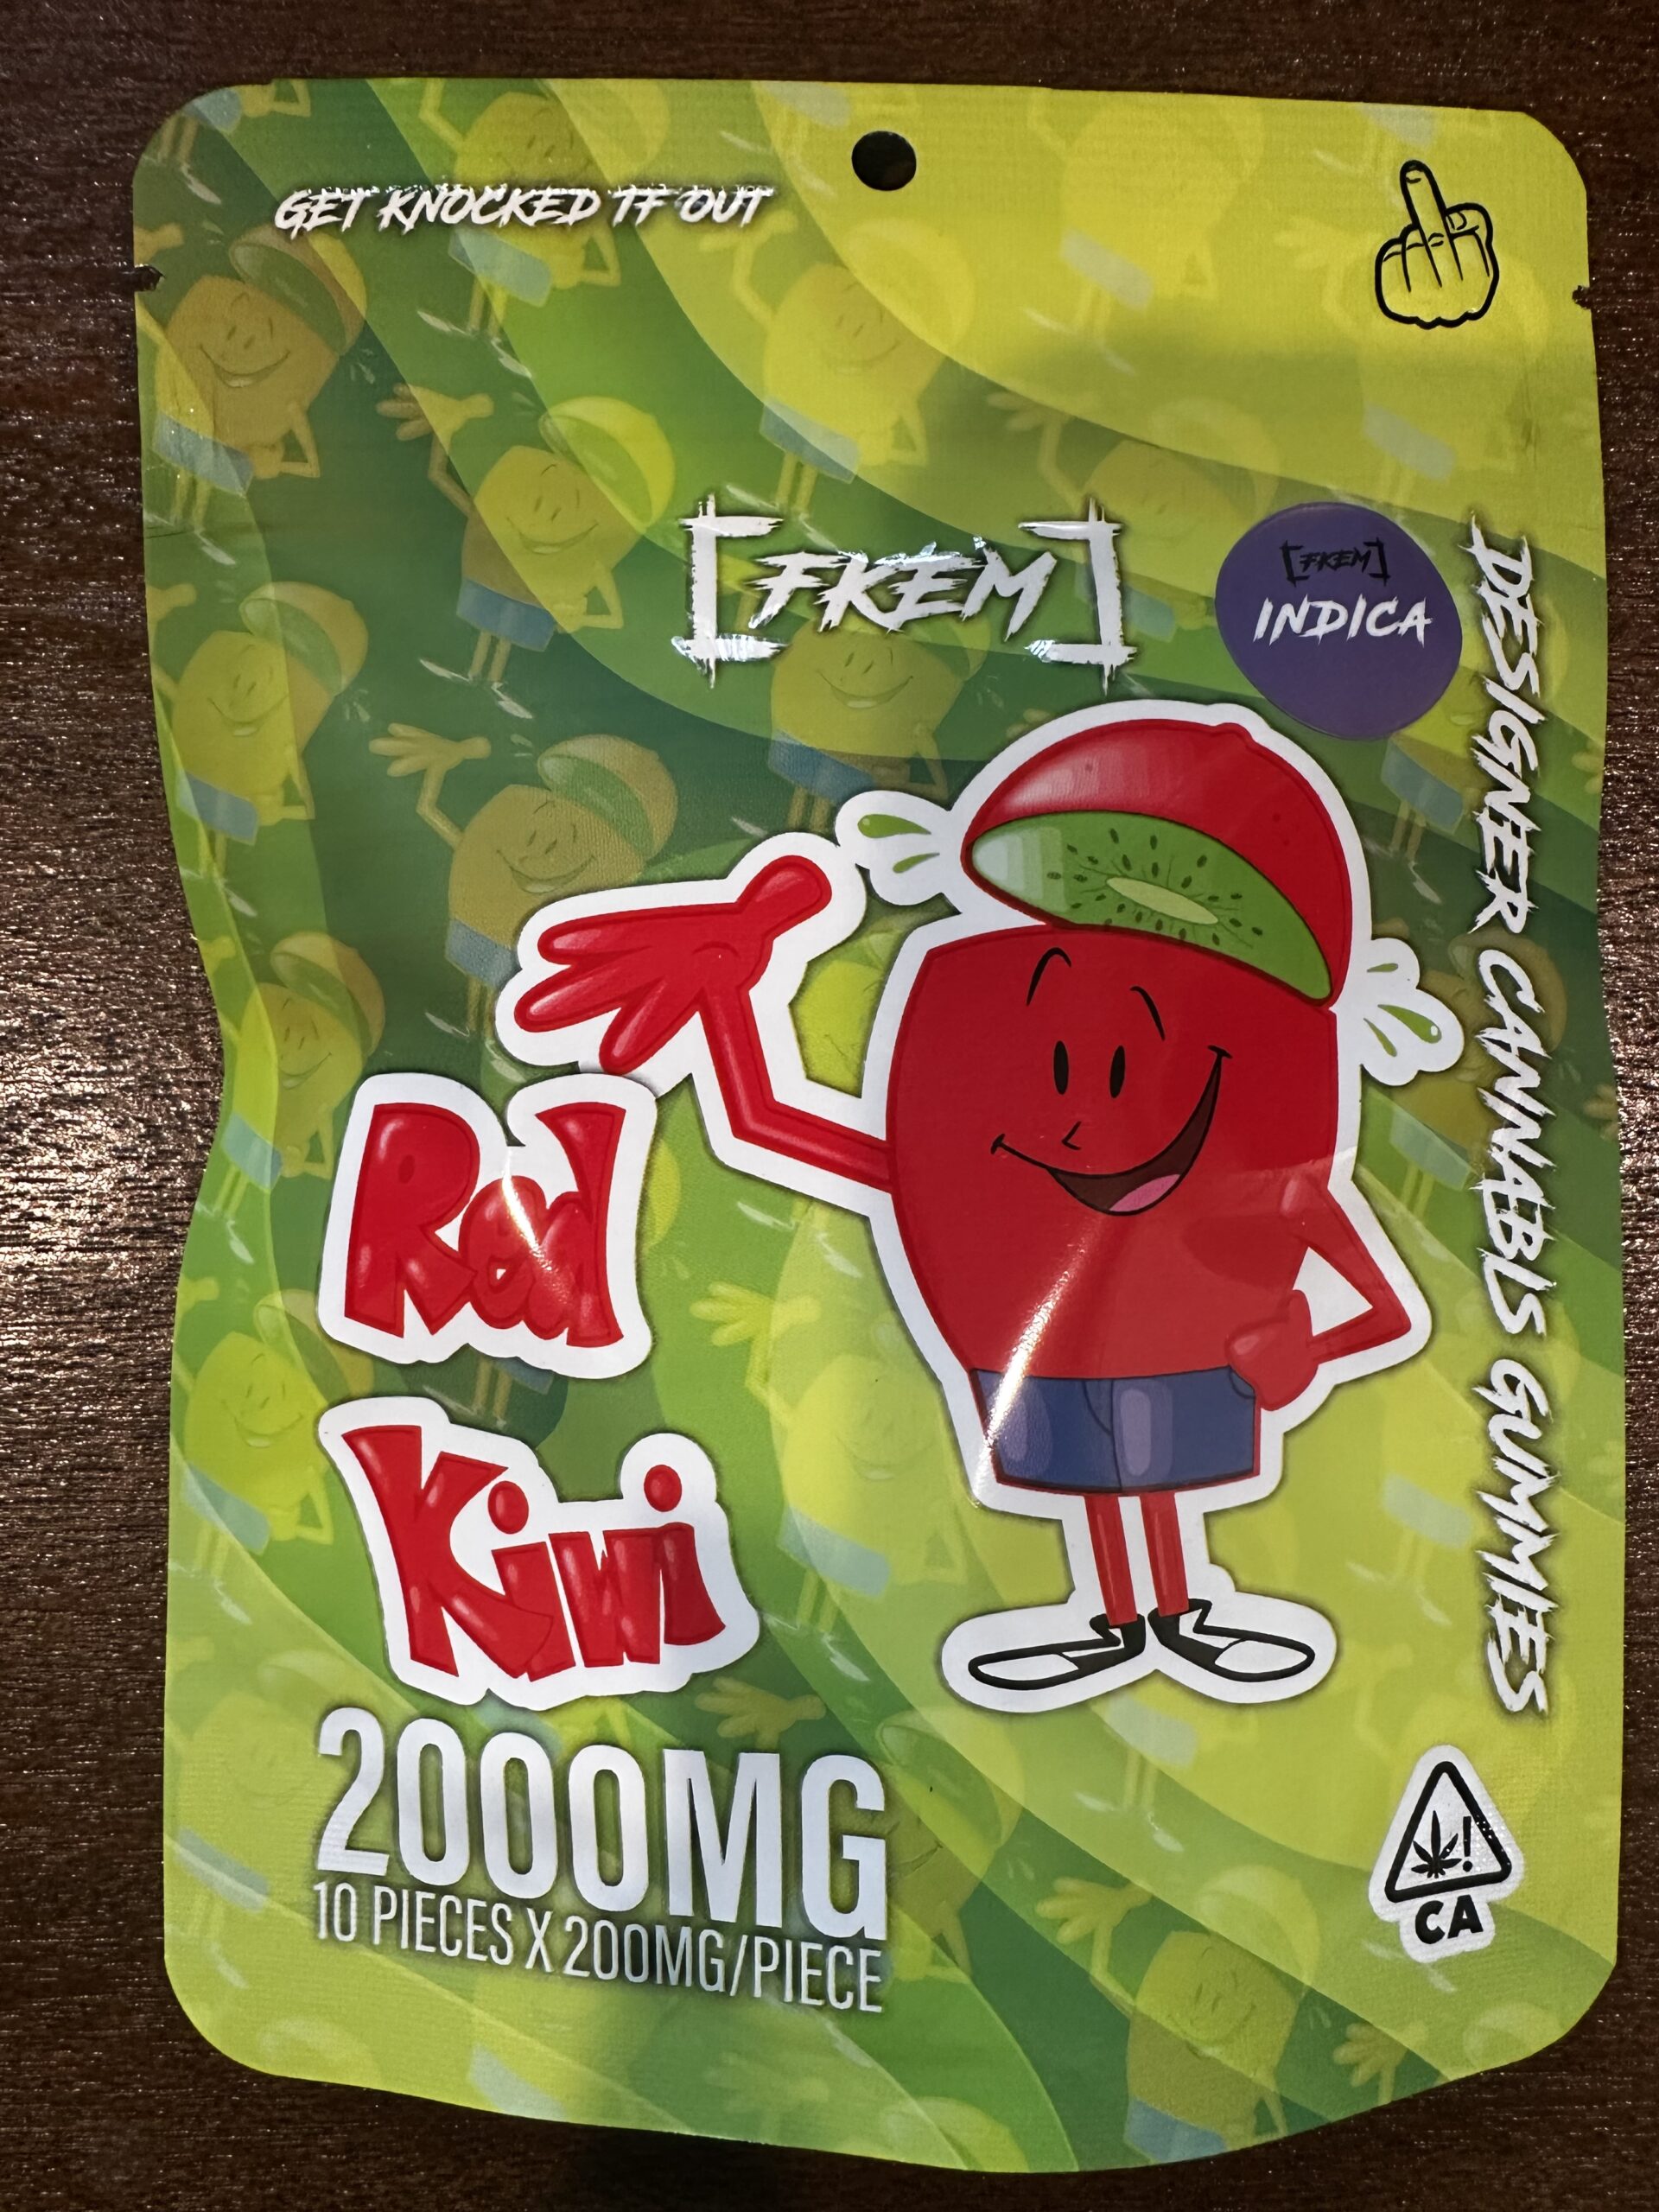 GET KNOCKED TF OUT
[FKEM]
[FKEM]
INDICA
DESIGNER CANNABIS GUMMIES
Red
Kiwi
2000MG
10 PIECES X 200MG/PIECE
!
CA